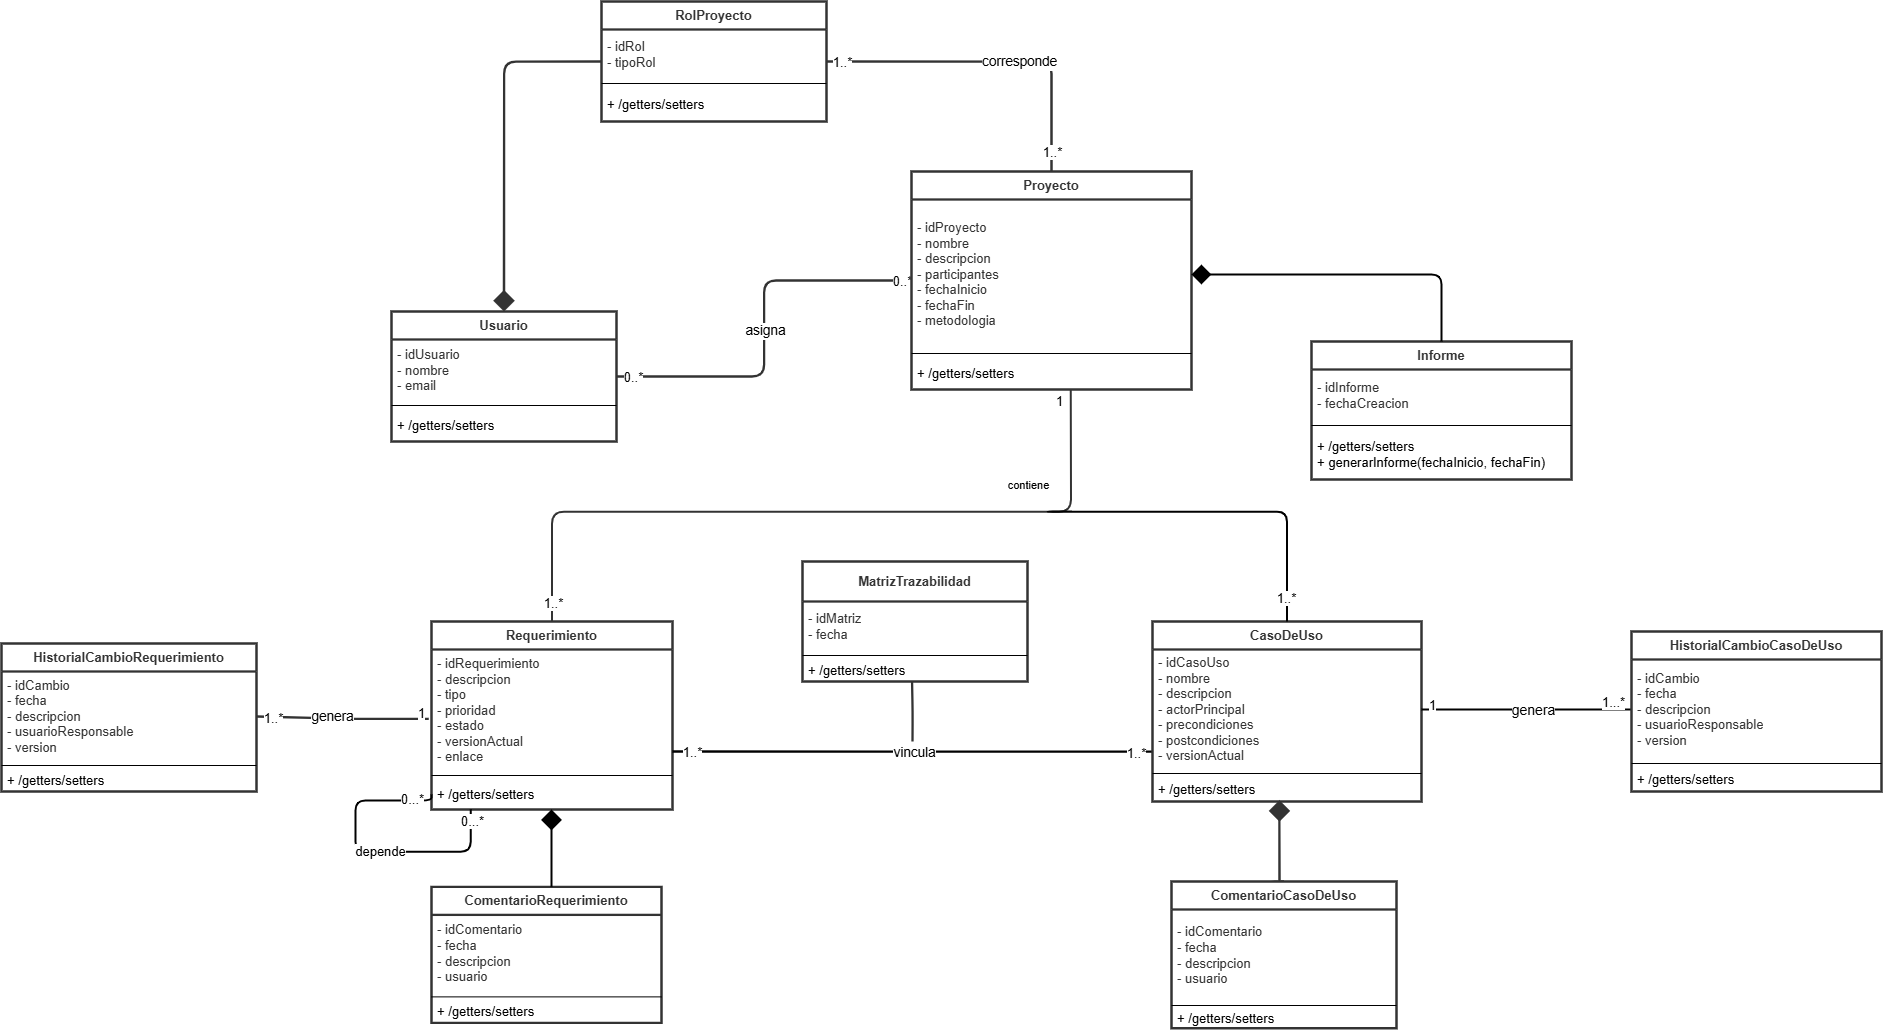 RolProyecto
- idRol
- tipoRol
+ /getters/setters
1..*
corresponde
1..*
Proyecto
- idProyecto
- nombre
- descripcion
- participantes
- fechaInicio
- fechaFin
- metodologia
+ /getters/setters
0..*
asigna
0..*
1
Usuario
- idUsuario
- nombre
- email
+ /getters/setters
Informe
- idInforme
- fechaCreacion
+ /getters/setters
+ generarInforme(fechaInicio, fechaFin)
contiene
1..*
1..*
MatrizTrazabilidad
- idMatriz
- fecha
+ /getters/setters
HistorialCambioRequerimiento
- idCambio
- fecha
- descripcion
- usuarioResponsable
- version
+ /getters/setters
1..*
genera
1
Requerimiento
- idRequerimiento
- descripcion
- tipo
- prioridad
- estado
- versionActual
- enlace
+ /getters/setters
1..*
vincula
1..*
CasoDeUso
- idCasoUso
- nombre
- descripcion
- actorPrincipal
- precondiciones
- postcondiciones
- versionActual
+ /getters/setters
1
genera
1...*
HistorialCambioCasoDeUso
- idCambio
- fecha
- descripcion
- usuarioResponsable
- version
+ /getters/setters
0...*
0...*
depende
ComentarioRequerimiento
- idComentario
- fecha
- descripcion
- usuario
+ /getters/setters
ComentarioCasoDeUso
- idComentario
- fecha
- descripcion
- usuario
+ /getters/setters